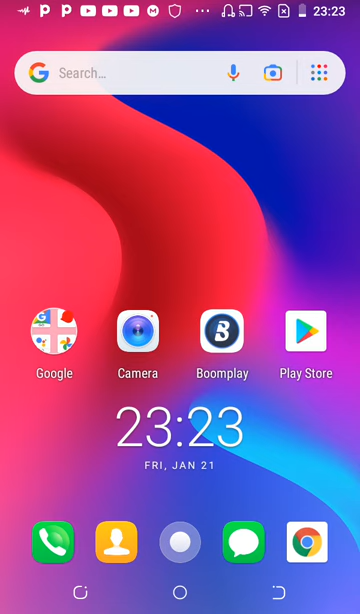 23:23
Search...
Google
Camera
Boomplay
Play Store
23:23
FRI, JAN 21